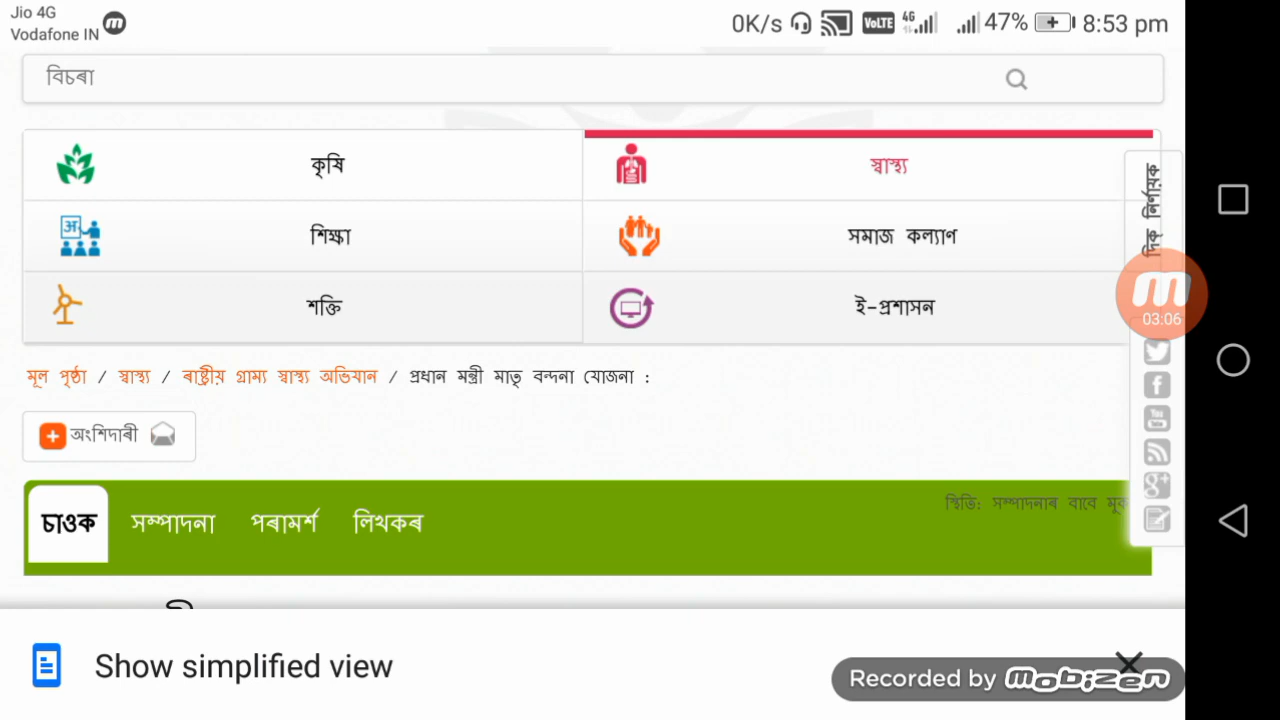 Jio 4G
Vodafone IN
0K/s VoLTE 4G 47% 8:53 pm
বিচৰা
কৃষি
স্বাস্থ্য
শিক্ষা
সমাজ কল্যাণ
শক্তি
ই-প্ৰশাসন
দিক্ নিৰ্ণায়ক
03:06
মূল পৃষ্ঠা / স্বাস্থ্য / ৰাষ্ট্ৰীয় গ্ৰাম্য স্বাস্থ্য অভিযান / প্ৰধান মন্ত্ৰী মাতৃ বন্দনা যোজনা :
অংশিদাৰী
চাওক সম্পাদনা পৰামৰ্শ লিখকৰ
স্থিতি: সম্পাদনাৰ বাবে
Show simplified view
Recorded by mobizen